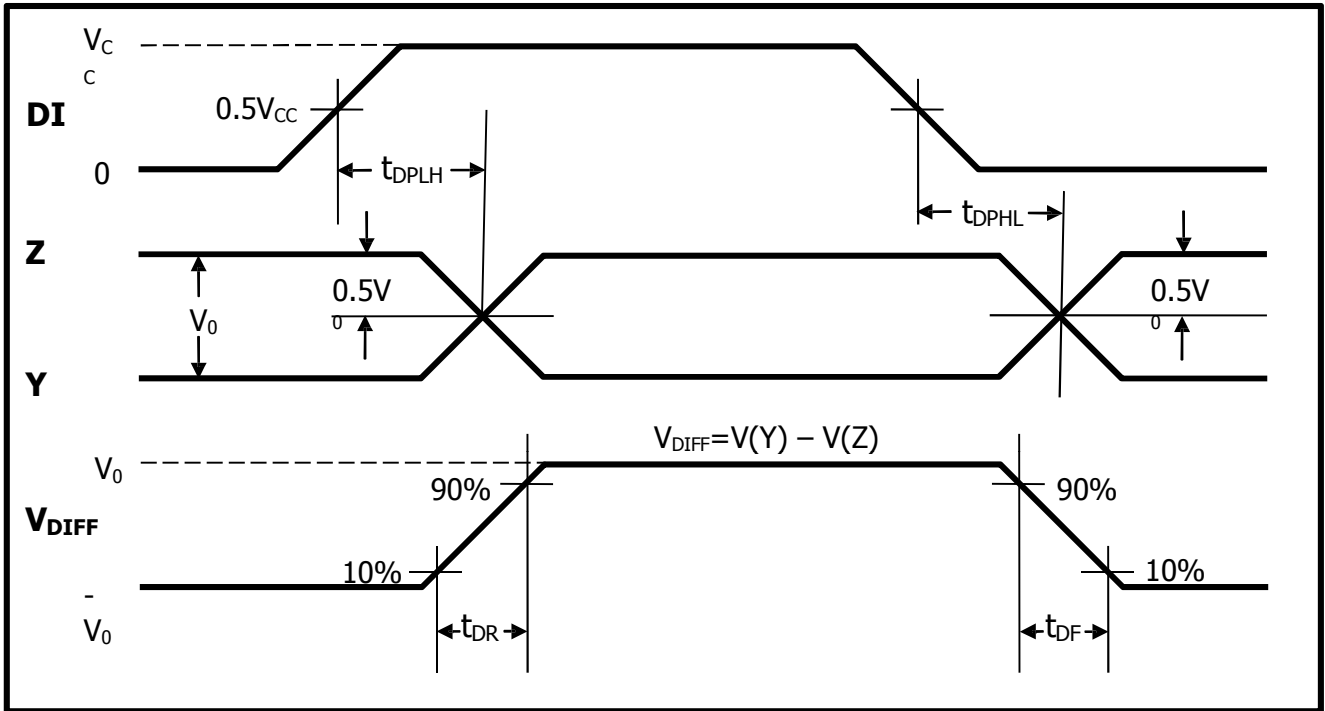 VC
C
DI
0.5VCC
0
tDPLH
tDPHL
Z
0.5V
0
0.5V
0
V0
Y
VDIFF=V(Y) – V(Z)
V0
90%
90%
VDIFF
10%
10%
-
V0
tDR
tDF